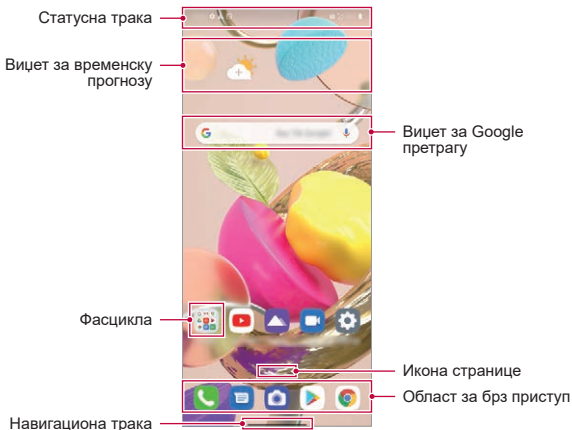 Статусна трака
Виџет за временску
прогнозу
Виџет за Google
претрагу
Фасцикла
Икона странице
Област за брз приступ
Навигациона трака